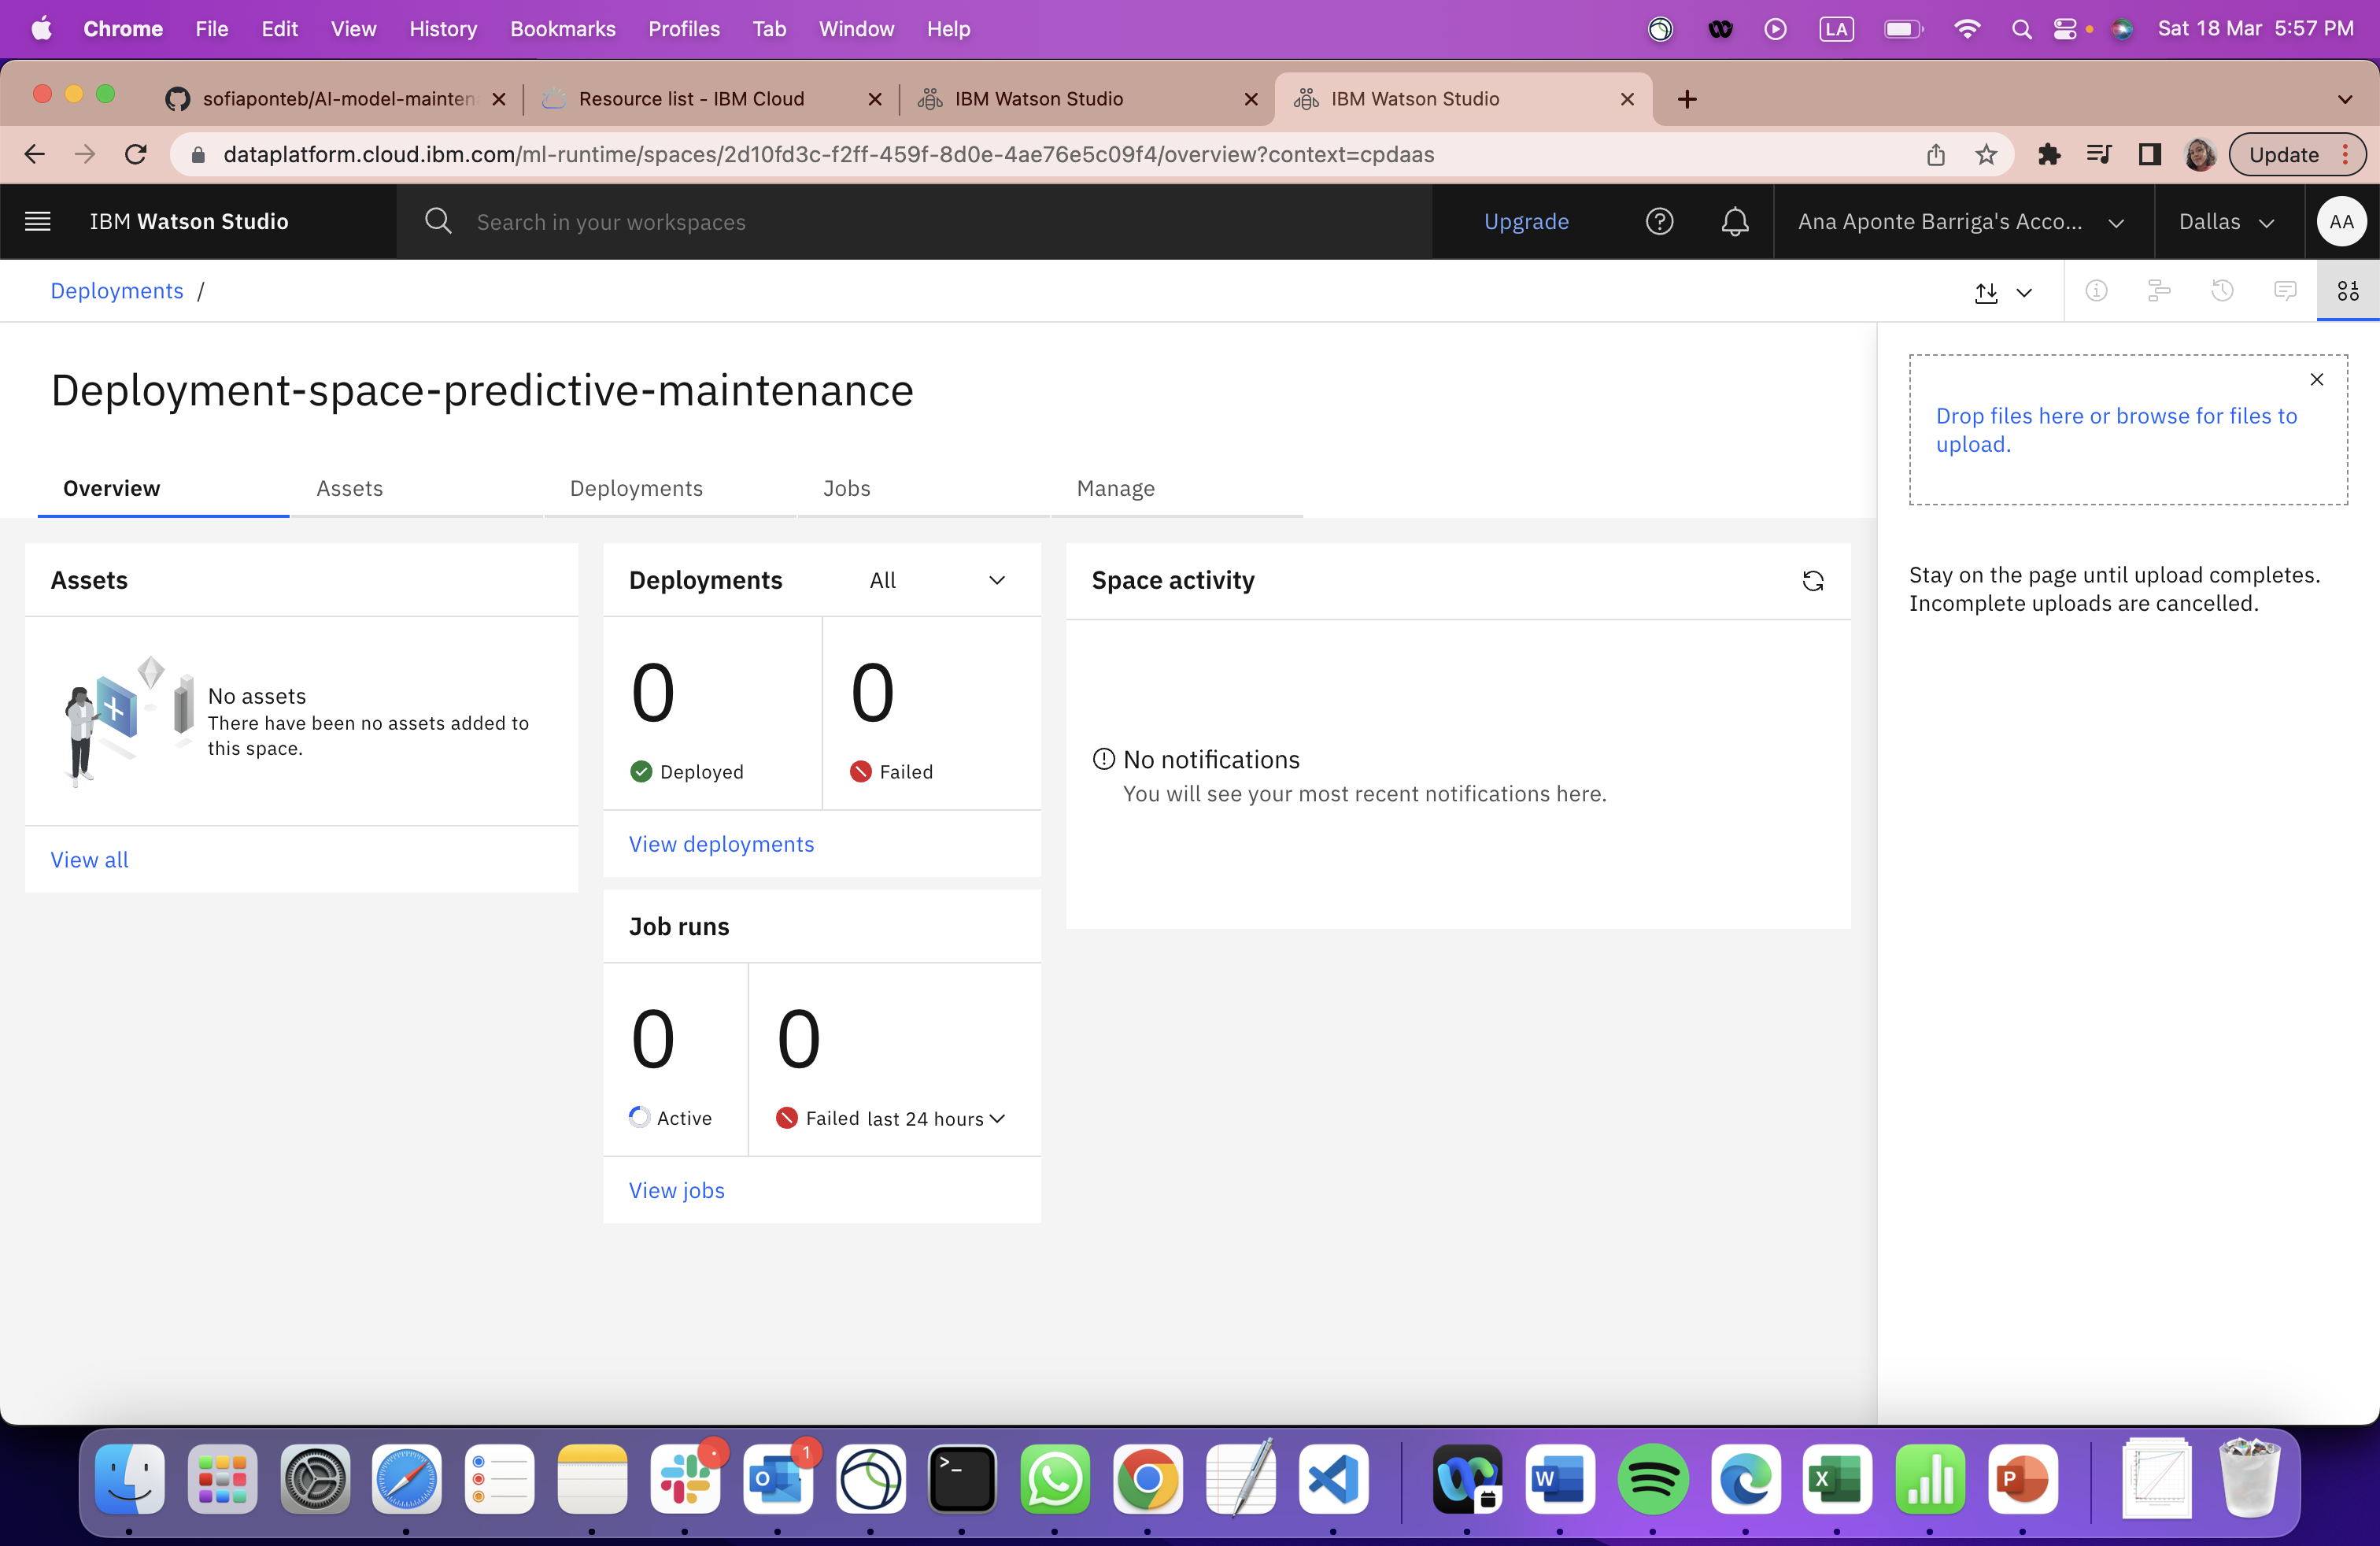 Chrome File Edit View History Bookmarks Profiles Tab Window Help LA Sat 18 Mar 5:57 PM
sofiaponteb/AI-model-mainten Resource list - IBM Cloud IBM Watson Studio IBM Watson Studio
dataplatform.cloud.ibm.com/ml-runtime/spaces/2d10fd3c-f2ff-459f-8d0e-4ae76e5c09f4/overview?context=cpdaas Update
IBM Watson Studio Search in your workspaces Upgrade Ana Aponte Barriga's Acco... Dallas AA
Deployments /
Deployment-space-predictive-maintenance
Overview Assets Deployments Jobs Manage
Assets
No assets
There have been no assets added to
this space.
View all
Deployments All
0 0
Deployed Failed
View deployments
Job runs
0 0
Active Failed last 24 hours
View jobs
Space activity
No notifications
You will see your most recent notifications here.
Drop files here or browse for files to
upload.
Stay on the page until upload completes.
Incomplete uploads are cancelled.
1
O
>_
W
X
P